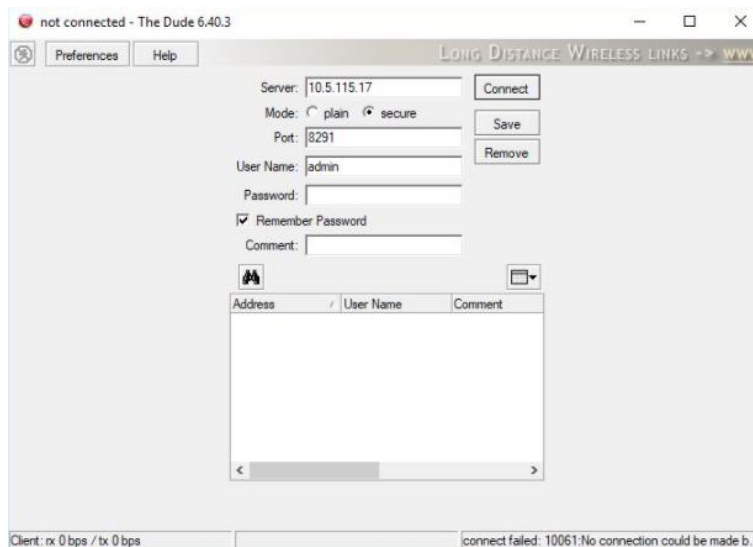 not connected - The Dude 6.40.3
Preferences Help LONG DISTANCE WIRELESS LINKS -> WWW
Server: 10.5.115.17 Connect
Mode: plain secure
Save
Port: 8291
Remove
User Name: admin
Password:
Remember Password
Comment:
Address User Name Comment
Client: rx 0 bps / tx 0 bps connect failed: 10061:No connection could be made b